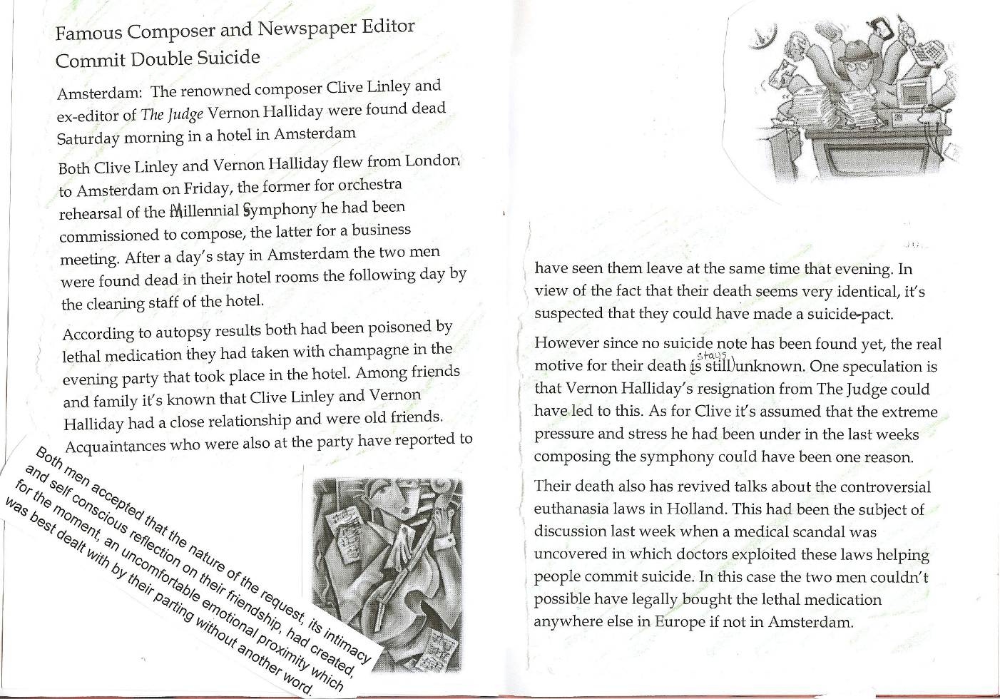 Famous Composer and Newspaper Editor
Commit Double Suicide
Amsterdam: The renowned composer Clive Linley and
ex-editor of The Judge Vernon Halliday were found dead
Saturday morning in a hotel in Amsterdam
Both Clive Linley and Vernon Halliday flew from London
to Amsterdam on Friday, the former for orchestra
rehearsal of the Millennial Symphony he had been
commissioned to compose, the latter for a business
meeting. After a day's stay in Amsterdam the two men
were found dead in their hotel rooms the following day by
the cleaning staff of the hotel.
According to autopsy results both had been poisoned by
lethal medication they had taken with champagne in the
evening party that took place in the hotel. Among friends
and family it's known that Clive Linley and Vernon
Halliday had a close relationship and were old friends.
Acquaintances who were also at the party have reported to
Both men accepted that the nature of the request, its intimacy
and self conscious reflection on their friendship, had created,
for the moment, an uncomfortable emotional proximity which
was best dealt with by their parting without another word.
have seen them leave at the same time that evening. In
view of the fact that their death seems very identical, it's
suspected that they could have made a suicide-pact.
However since no suicide note has been found yet, the real
stays
motive for their death (is still) unknown. One speculation is
that Vernon Halliday's resignation from The Judge could
have led to this. As for Clive it's assumed that the extreme
pressure and stress he had been under in the last weeks
composing the symphony could have been one reason.
Their death also has revived talks about the controversial
euthanasia laws in Holland. This had been the subject of
discussion last week when a medical scandal was
uncovered in which doctors exploited these laws helping
people commit suicide. In this case the two men couldn't
possible have legally bought the lethal medication
anywhere else in Europe if not in Amsterdam.